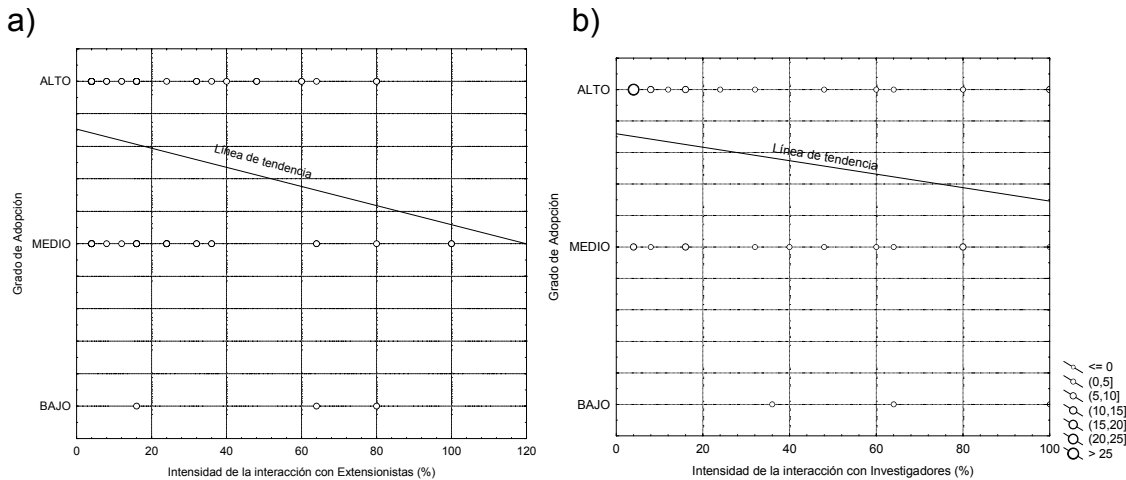 a)
ALTO
MEDIO
BAJO
Grado de Adopción
Línea de tendencia
0 20 40 60 80 100 120
Intensidad de la interacción con Extensionistas (%)
b)
ALTO
MEDIO
BAJO
Grado de Adopción
Línea de tendencia
0 20 40 60 80 100
Intensidad de la interacción con Investigadores (%)
<= 0
(0,5]
(5,10]
(10,15]
(15,20]
(20,25]
> 25